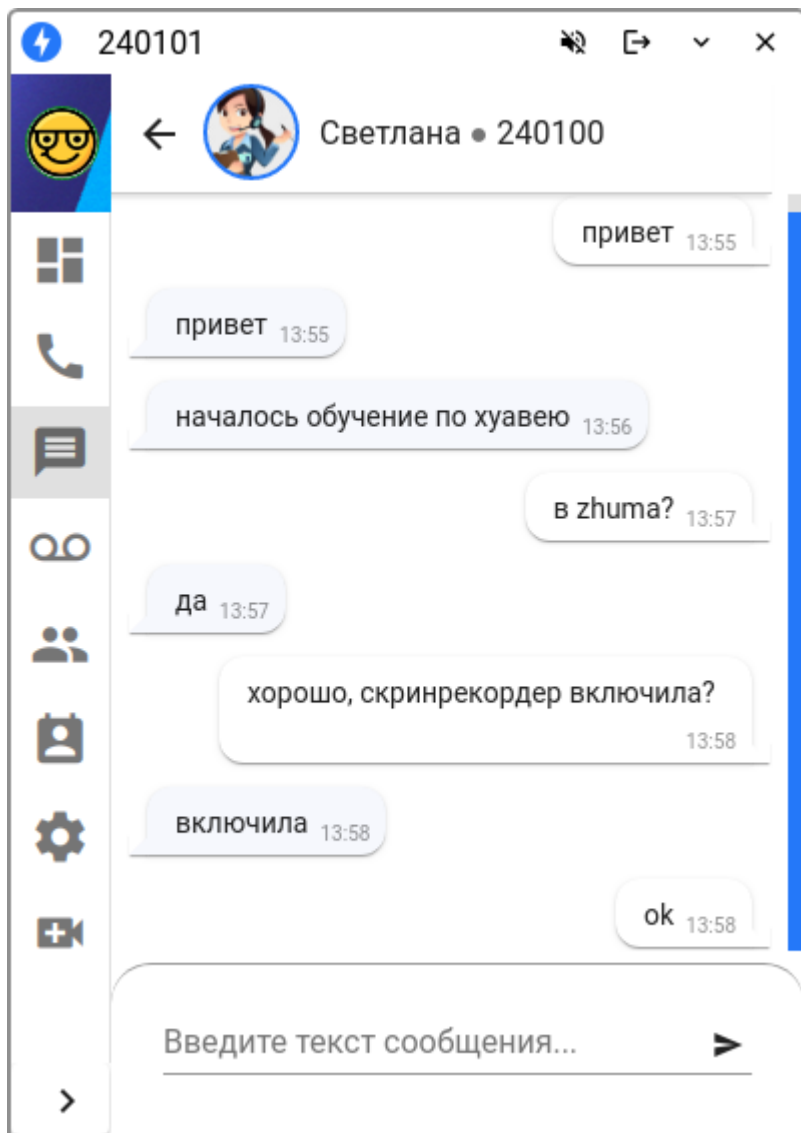 240101
Светлана • 240100
привет 13:55
привет 13:55
началось обучение по хуавею 13:56
в zhuma? 13:57
да 13:57
хорошо, скринрекордер включила?
13:58
включила 13:58
ok 13:58
Введите текст сообщения...